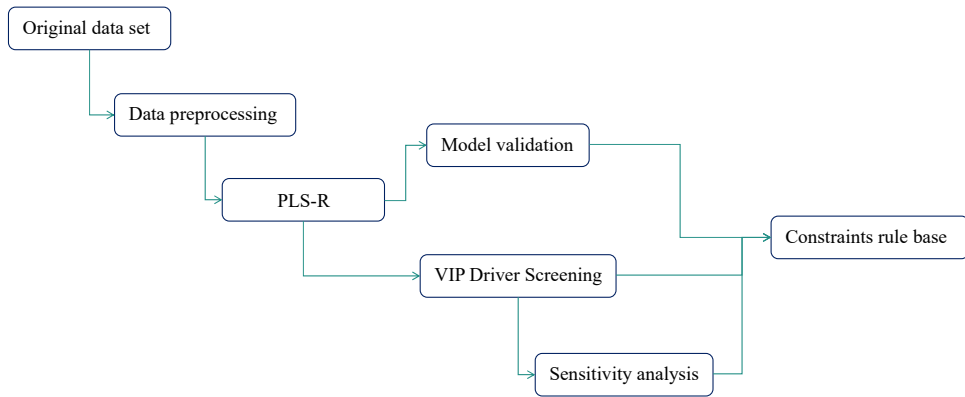 Original data set
Data preprocessing
Model validation
PLS-R
Constraints rule base
VIP Driver Screening
Sensitivity analysis